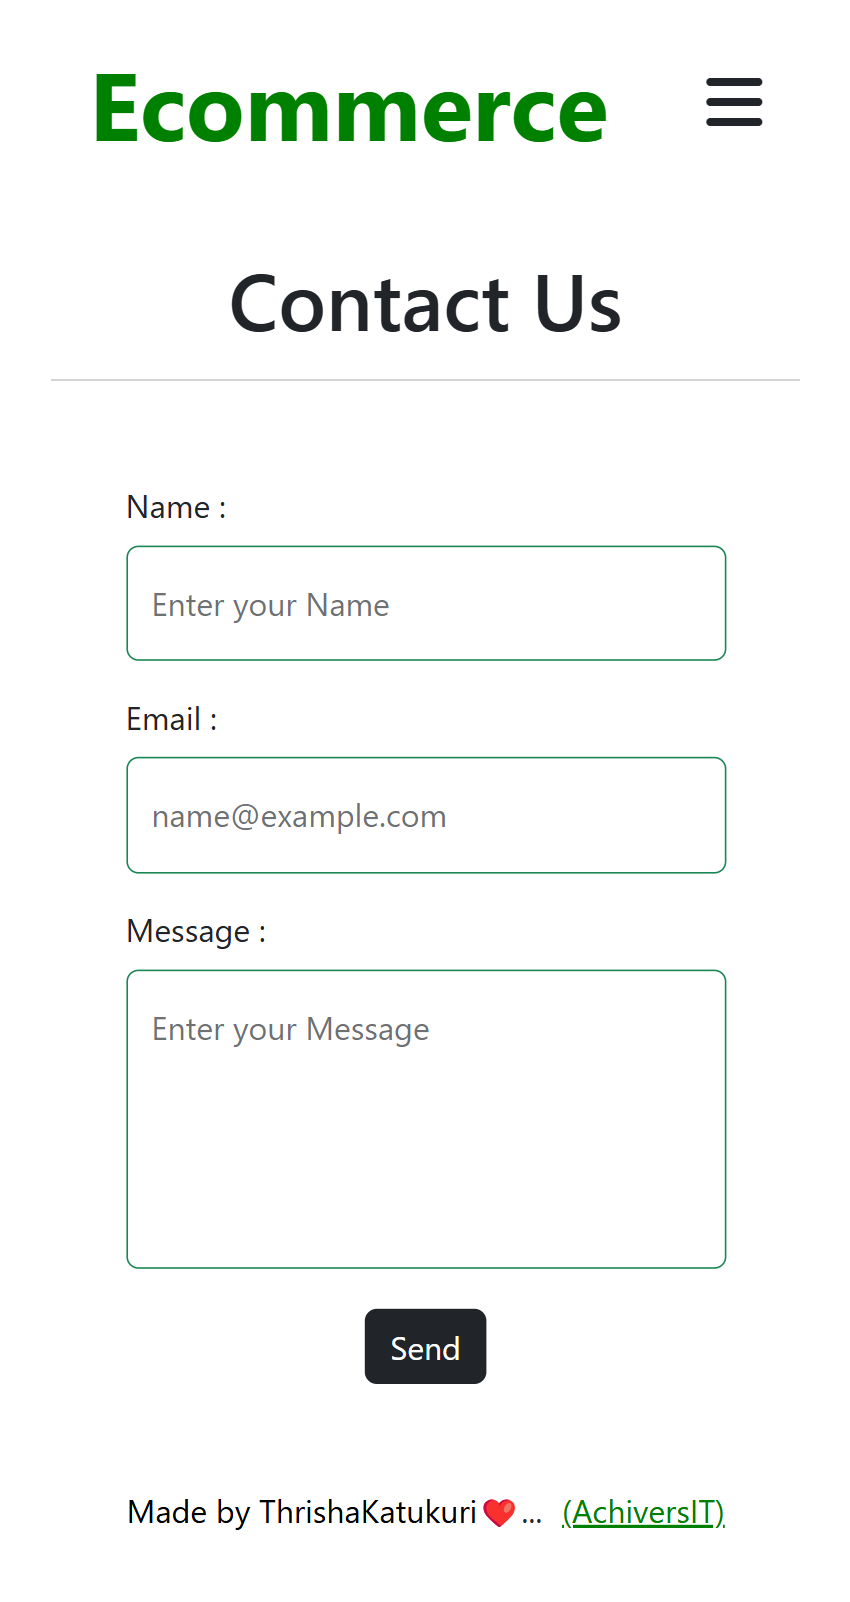 Ecommerce
Contact Us
Name :
Enter your Name
Email :
name@example.com
Message :
Enter your Message
Send
Made by ThrishaKatukuri❤️... (AchiversIT)